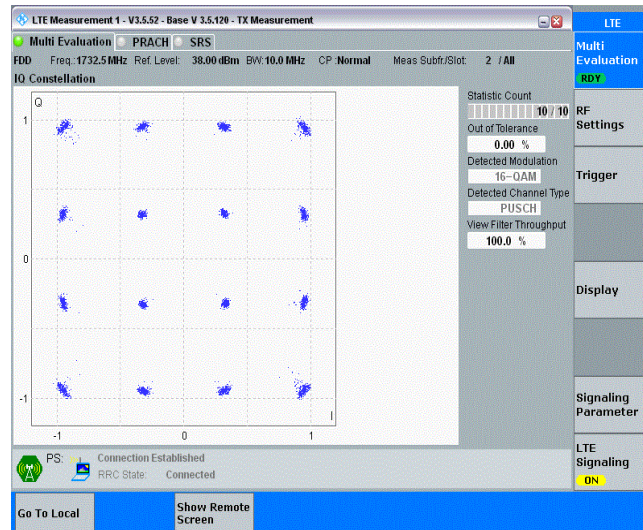 LTE Measurement 1 - V3.5.52 - Base V 3.5.120 - TX Measurement
LTE
Multi Evaluation PRACH SRS
Multi
Evaluation
RDY
FDD Freq.:1732.5 MHz Ref. Level: 38.00 dBm BW:10.0 MHz CP :Normal Meas Subfr./Slot: 2 / All
IQ Constellation
Q
1
0
-1
-1 0 1
I
Statistic Count
10 / 10
Out of Tolerance
0.00 %
Detected Modulation
16-QAM
Detected Channel Type
PUSCH
View Filter Throughput
100.0 %
RF
Settings
Trigger
Display
Signaling
Parameter
LTE
Signaling
ON
PS: Connection Established
RRC State: Connected
Go To Local
Show Remote
Screen